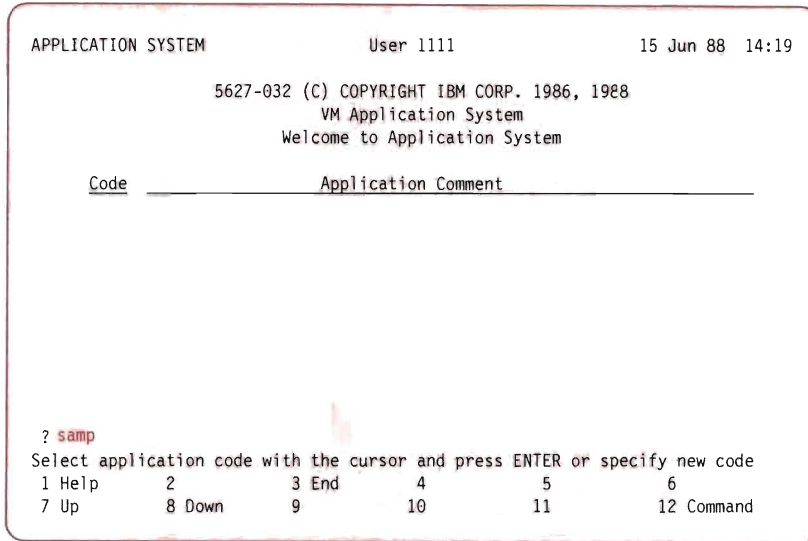 APPLICATION SYSTEM User 1111 15 Jun 88 14:19
5627-032 (C) COPYRIGHT IBM CORP. 1986, 1988
VM Application System
Welcome to Application System
Code Application Comment
? samp
Select application code with the cursor and press ENTER or specify new code
1 Help 2 3 End 4 5 6
7 Up 8 Down 9 10 11 12 Command